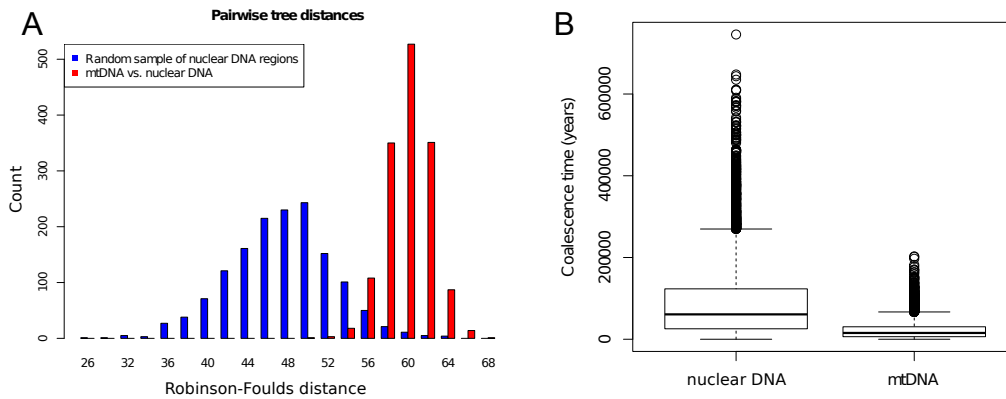 A
Pairwise tree distances
Random sample of nuclear DNA regions
mtDNA vs. nuclear DNA
Count
0
100
200
300
400
500
26 32 36 40 44 48 52 56 60 64 68
Robinson-Foulds distance
B
Coalescence time (years)
0
200000
400000
600000
nuclear DNA
mtDNA